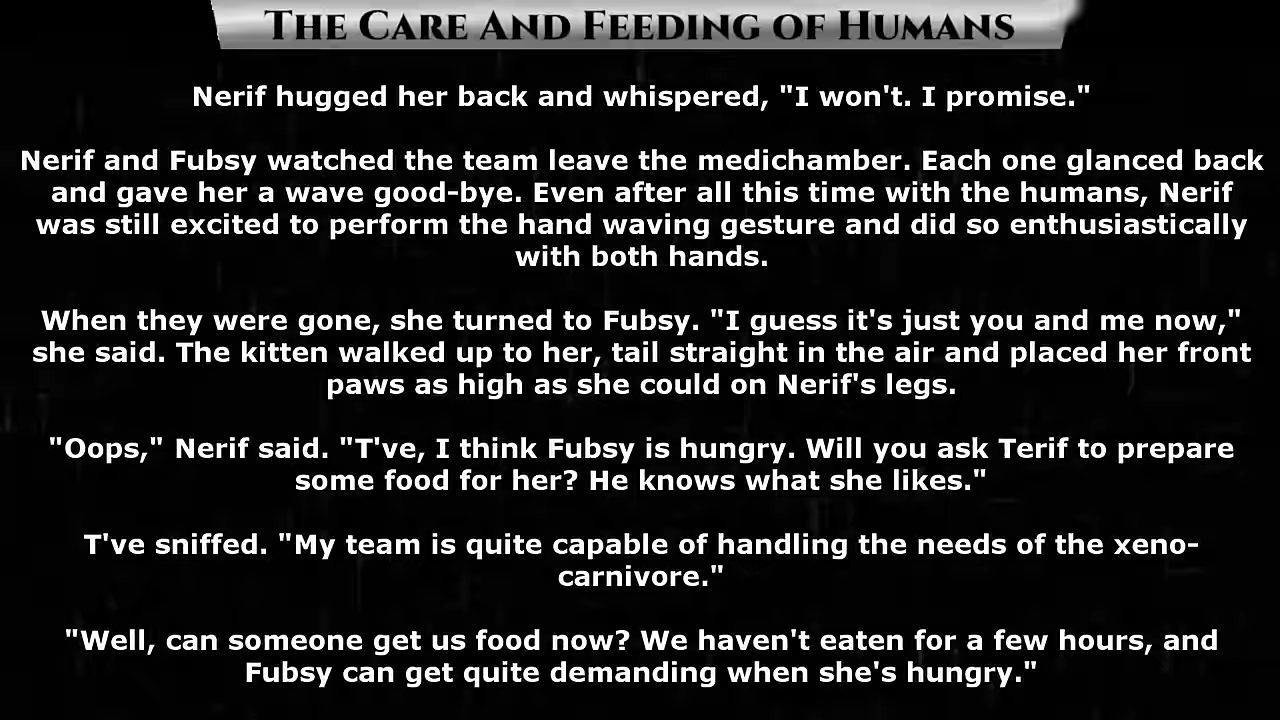 The Care And Feeding of Humans
Nerif hugged her back and whispered, "I won't. I promise."
Nerif and Fubsy watched the team leave the medichamber. Each one glanced back
and gave her a wave good-bye. Even after all this time with the humans, Nerif
was still excited to perform the hand waving gesture and did so enthusiastically
with both hands.
When they were gone, she turned to Fubsy. "I guess it's just you and me now,"
she said. The kitten walked up to her, tail straight in the air and placed her front
paws as high as she could on Nerif's legs.
"Oops," Nerif said. "T've, I think Fubsy is hungry. Will you ask Terif to prepare
some food for her? He knows what she likes."
T've sniffed. "My team is quite capable of handling the needs of the xeno-
carnivore."
"Well, can someone get us food now? We haven't eaten for a few hours, and
Fubsy can get quite demanding when she's hungry."